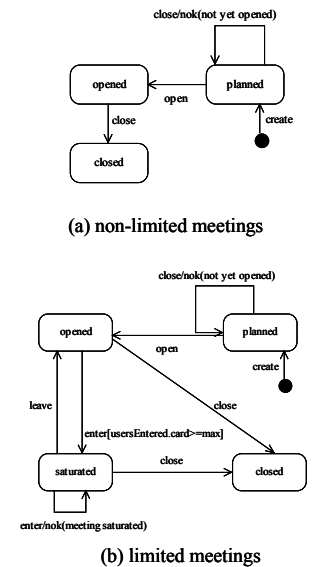 close/nok(not yet opened)
opened
planned
open
close
create
closed
(a) non-limited meetings
close/nok(not yet opened)
opened
planned
open
create
leave
close
enter[usersEntered.card>=max]
saturated
close
closed
enter/nok(meeting saturated)
(b) limited meetings